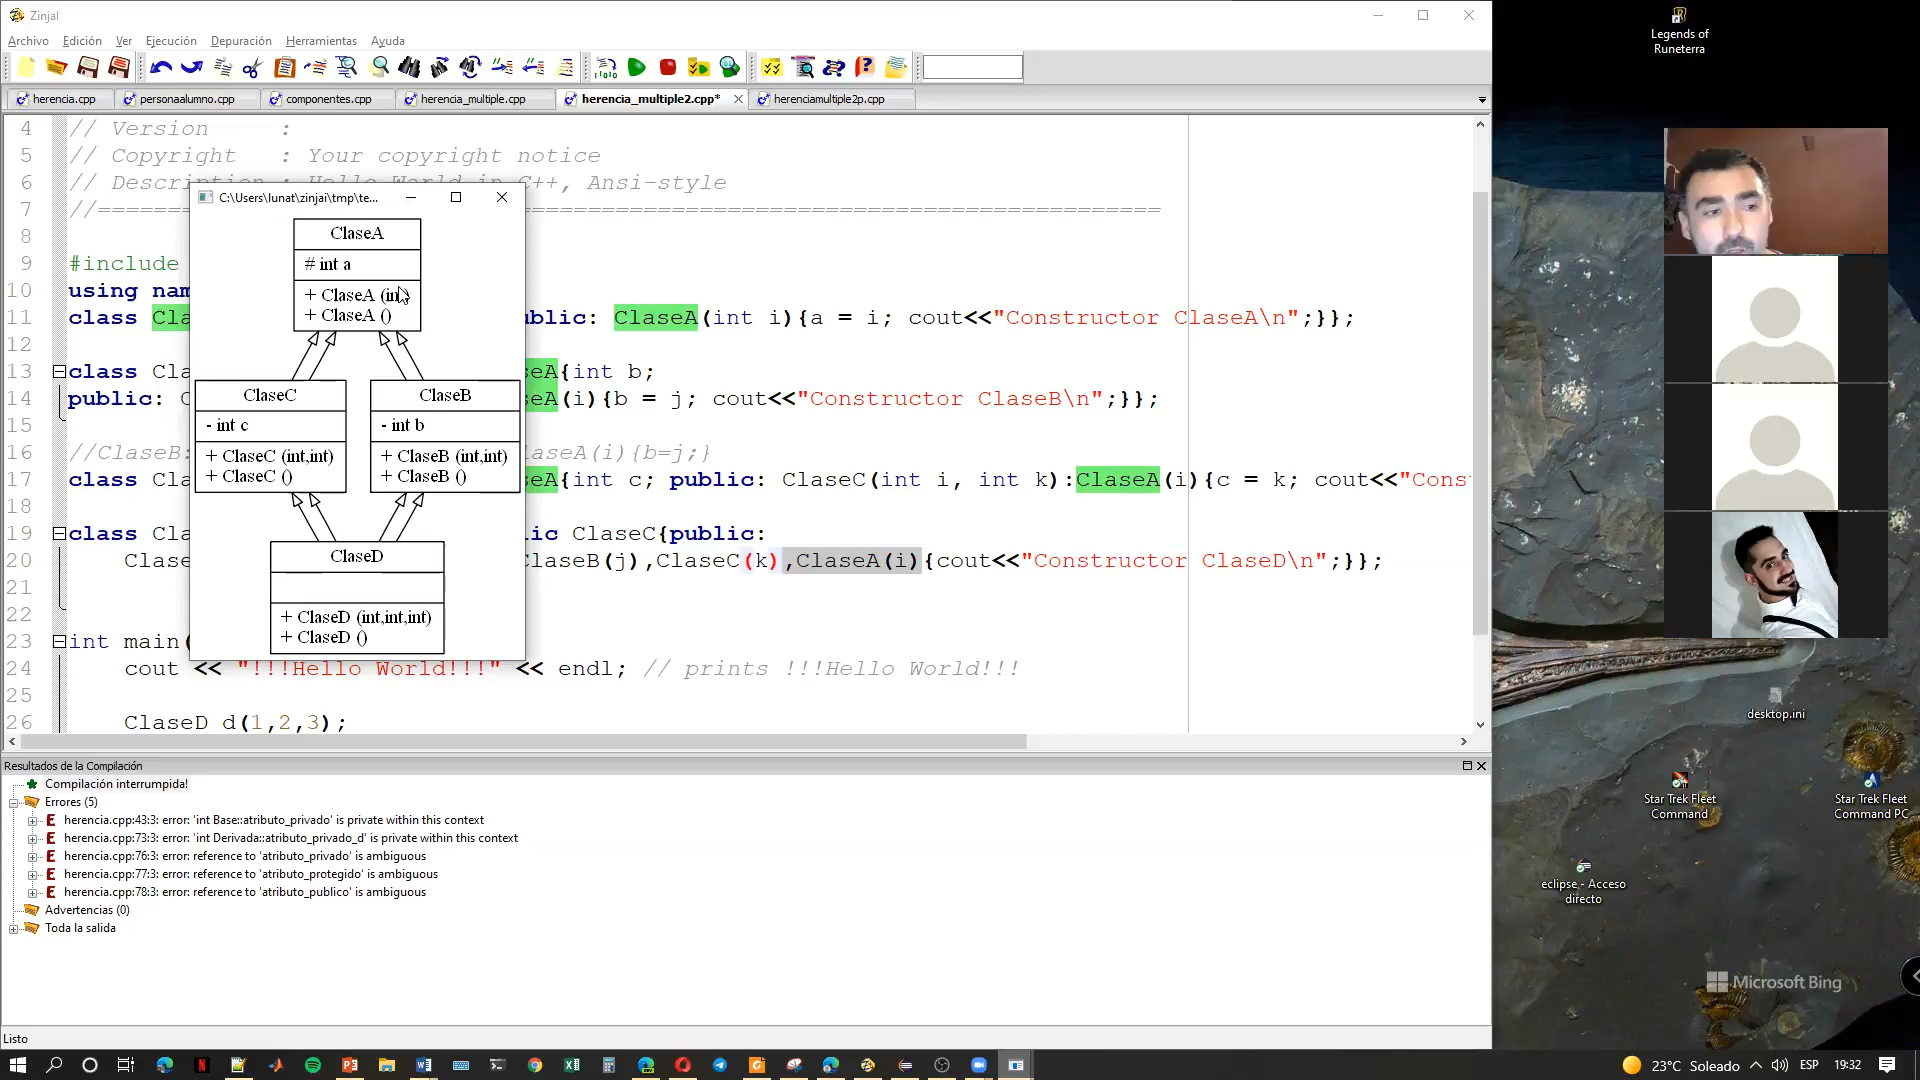 Zinjal
Archivo Edición Ver Ejecución Depuración Herramientas Ayuda
herencia.cpp personaalumno.cpp componentes.cpp herencia_multiple.cpp herencia_multiple2.cpp* herenciamultiple2p.cpp
4 // Version :
5 // Copyright : Your copyright notice
6 // Description : Hello World in C++, Ansi-style
7 //
8
9 #include
10 using nam
11 class Cla ublic: ClaseA(int i){a = i; cout<<"Constructor ClaseA\n";}};
12
13 class Cla eA{int b;
14 public: C eA(i){b = j; cout<<"Constructor ClaseB\n";}};
15
16 //ClaseB: laseA(i){b=j;}
17 class Cla eA{int c; public: ClaseC(int i, int k):ClaseA(i){c = k; cout<<"Cons
18
19 class Cla ic ClaseC{public:
20 Clase ClaseB(j),ClaseC(k),ClaseA(i){cout<<"Constructor ClaseD\n";}};
21
22
23 int main(
24 cout << "!!!Hello World!!!" << endl; // prints !!!Hello World!!!
25
26 ClaseD d(1,2,3);
C:\Users\lunat\zinjai\tmp\te...
ClaseA
# int a
+ ClaseA (int)
+ ClaseA ()
ClaseC
- int c
+ ClaseC (int,int)
+ ClaseC ()
ClaseB
- int b
+ ClaseB (int,int)
+ ClaseB ()
ClaseD
+ ClaseD (int,int,int)
+ ClaseD ()
Resultados de la Compilación
Compilación interrumpida!
Errores (5)
herencia.cpp:43:3: error: 'int Base::atributo_privado' is private within this context
herencia.cpp:73:3: error: 'int Derivada::atributo_privado_d' is private within this context
herencia.cpp:76:3: error: reference to 'atributo_privado' is ambiguous
herencia.cpp:77:3: error: reference to 'atributo_protegido' is ambiguous
herencia.cpp:78:3: error: reference to 'atributo_publico' is ambiguous
Advertencias (0)
Toda la salida
Listo
Legends of
Runeterra
desktop.ini
Star Trek Fleet
Command
Star Trek Fleet
Command PC
eclipse - Acceso
directo
Microsoft Bing
23°C Soleado ESP 19:32